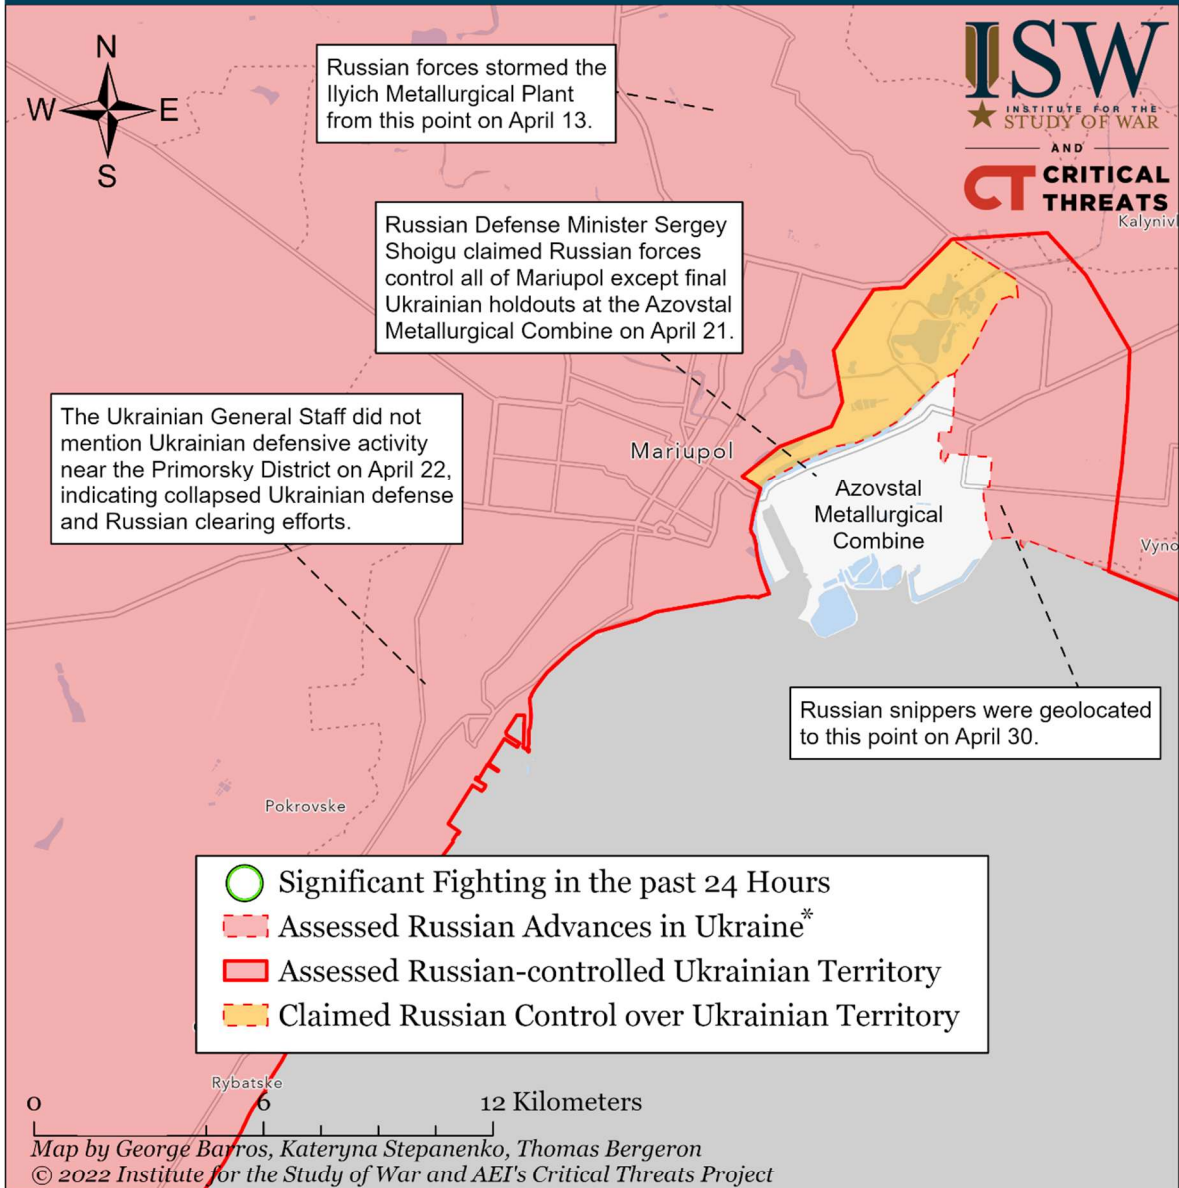 N
W E
S
Russian forces stormed the
Ilyich Metallurgical Plant
from this point on April 13.
ISW
INSTITUTE FOR THE
STUDY OF WAR
AND
CT CRITICAL
THREATS
Kalynivk
Russian Defense Minister Sergey
Shoigu claimed Russian forces
control all of Mariupol except final
Ukrainian holdouts at the Azovstal
Metallurgical Combine on April 21.
The Ukrainian General Staff did not
mention Ukrainian defensive activity
near the Primorsky District on April 22,
indicating collapsed Ukrainian defense
and Russian clearing efforts.
Mariupol
Azovstal
Metallurgical
Combine
Vyno
Russian snippers were geolocated
to this point on April 30.
Pokrovske
Significant Fighting in the past 24 Hours
Assessed Russian Advances in Ukraine*
Assessed Russian-controlled Ukrainian Territory
Claimed Russian Control over Ukrainian Territory
Rybatske
0 6 12 Kilometers
Map by George Barros, Kateryna Stepanenko, Thomas Bergeron
© 2022 Institute for the Study of War and AEI's Critical Threats Project